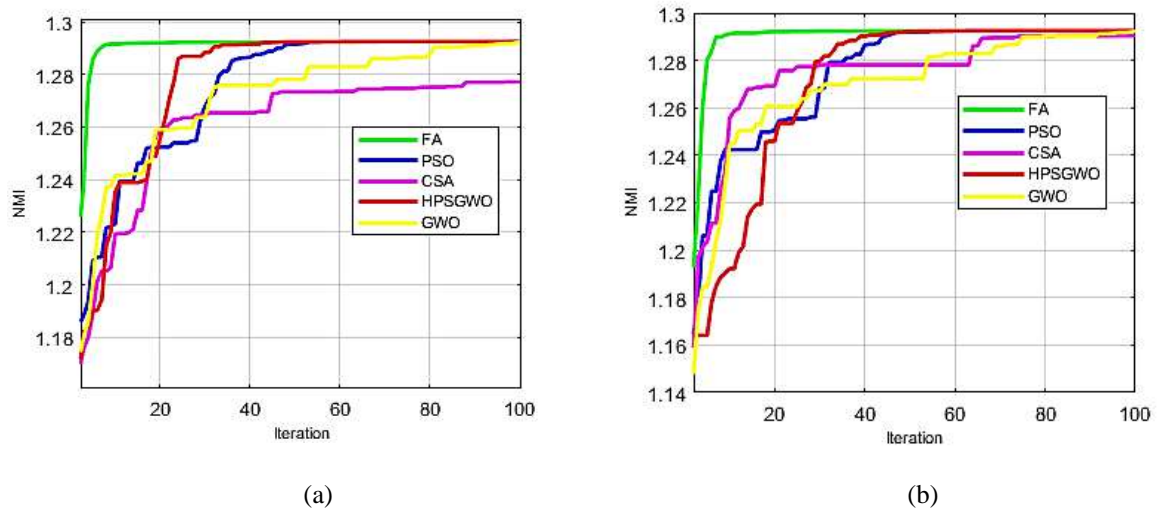 1.3
1.28
1.26
1.24
1.22
1.2
1.18
NMI
20 40 60 80 100
Iteration
FA
PSO
CSA
HPSGWO
GWO
(a)
1.3
1.28
1.26
1.24
1.22
1.2
1.18
1.16
1.14
NMI
20 40 60 80 100
Iteration
FA
PSO
CSA
HPSGWO
GWO
(b)